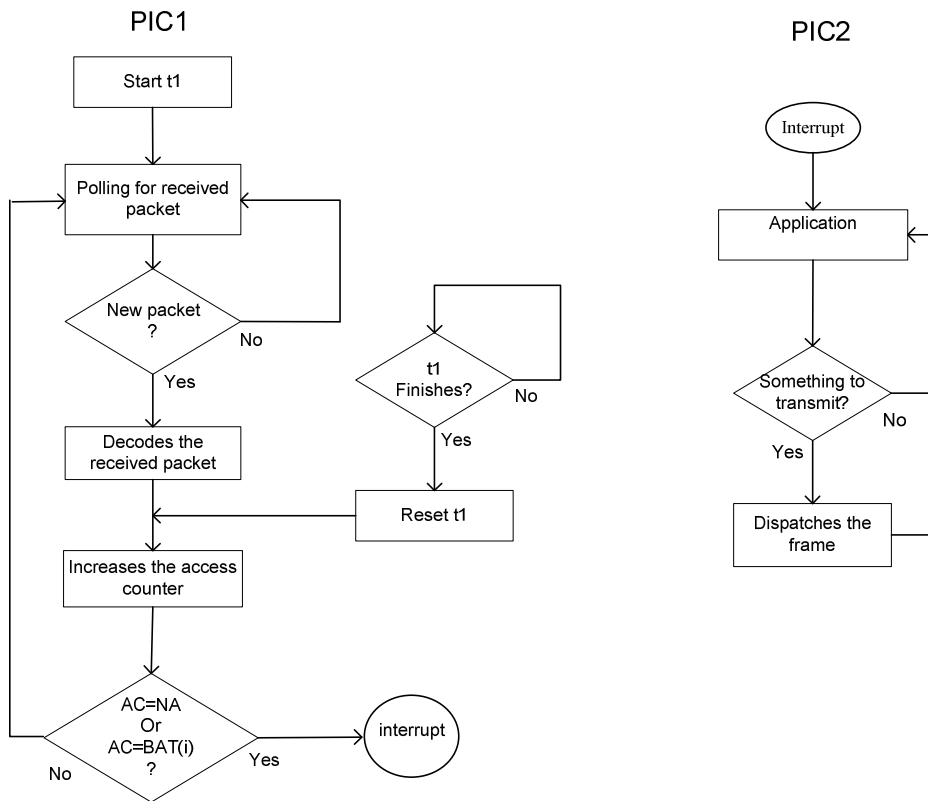 PIC1
Start t1
Polling for received
packet
New packet
?
No
Yes
Decodes the
received packet
t1
Finishes?
No
Yes
Reset t1
Increases the access
counter
AC=NA
Or
AC=BAT(i)
?
No
Yes
interrupt
PIC2
Interrupt
Application
Something to
transmit?
No
Yes
Dispatches the
frame